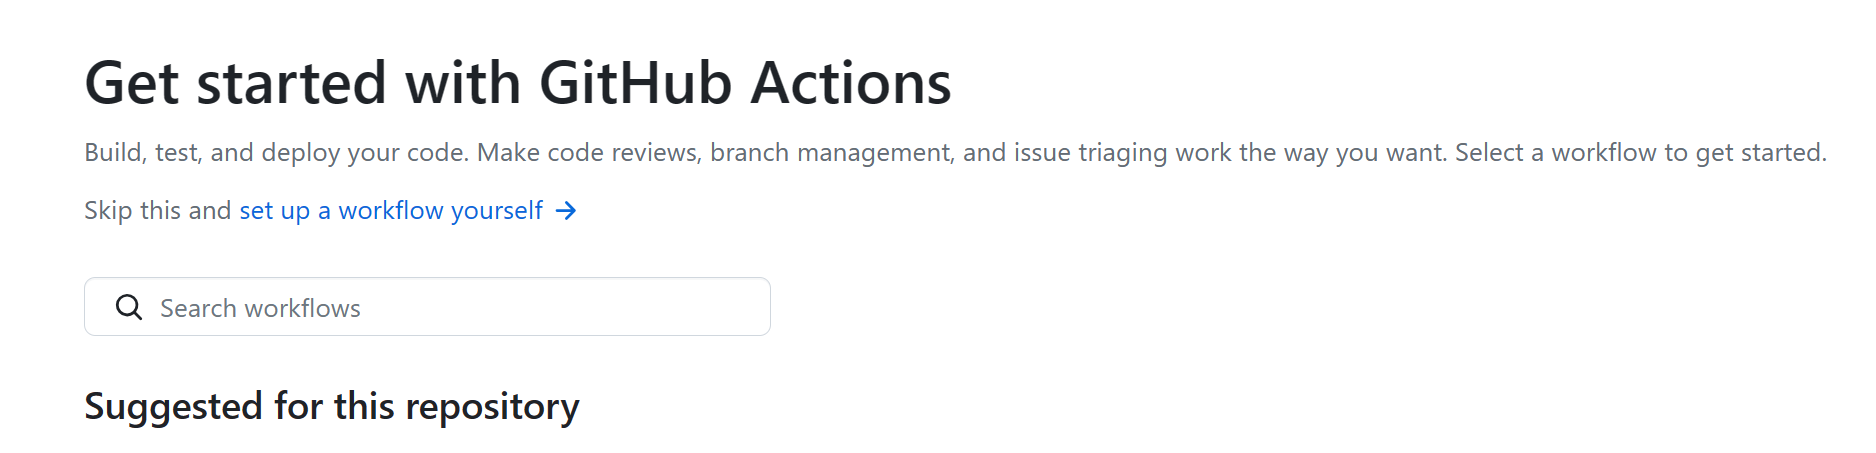 Get started with GitHub Actions
Build, test, and deploy your code. Make code reviews, branch management, and issue triaging work the way you want. Select a workflow to get started.
Skip this and set up a workflow yourself →
Search workflows
Suggested for this repository